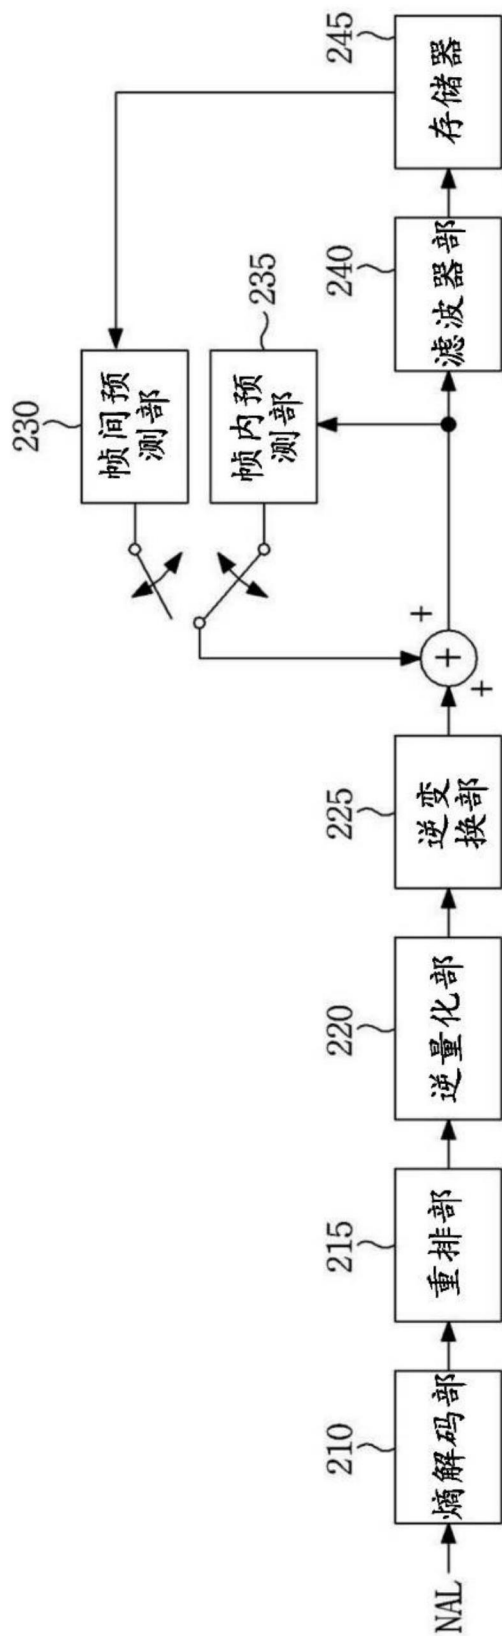 NAL
210
熵解码部
215
重排部
220
逆量化部
225
逆变
换部
+
+
+
230
帧间预
测部
235
帧内预
测部
240
滤波器部
245
存储器